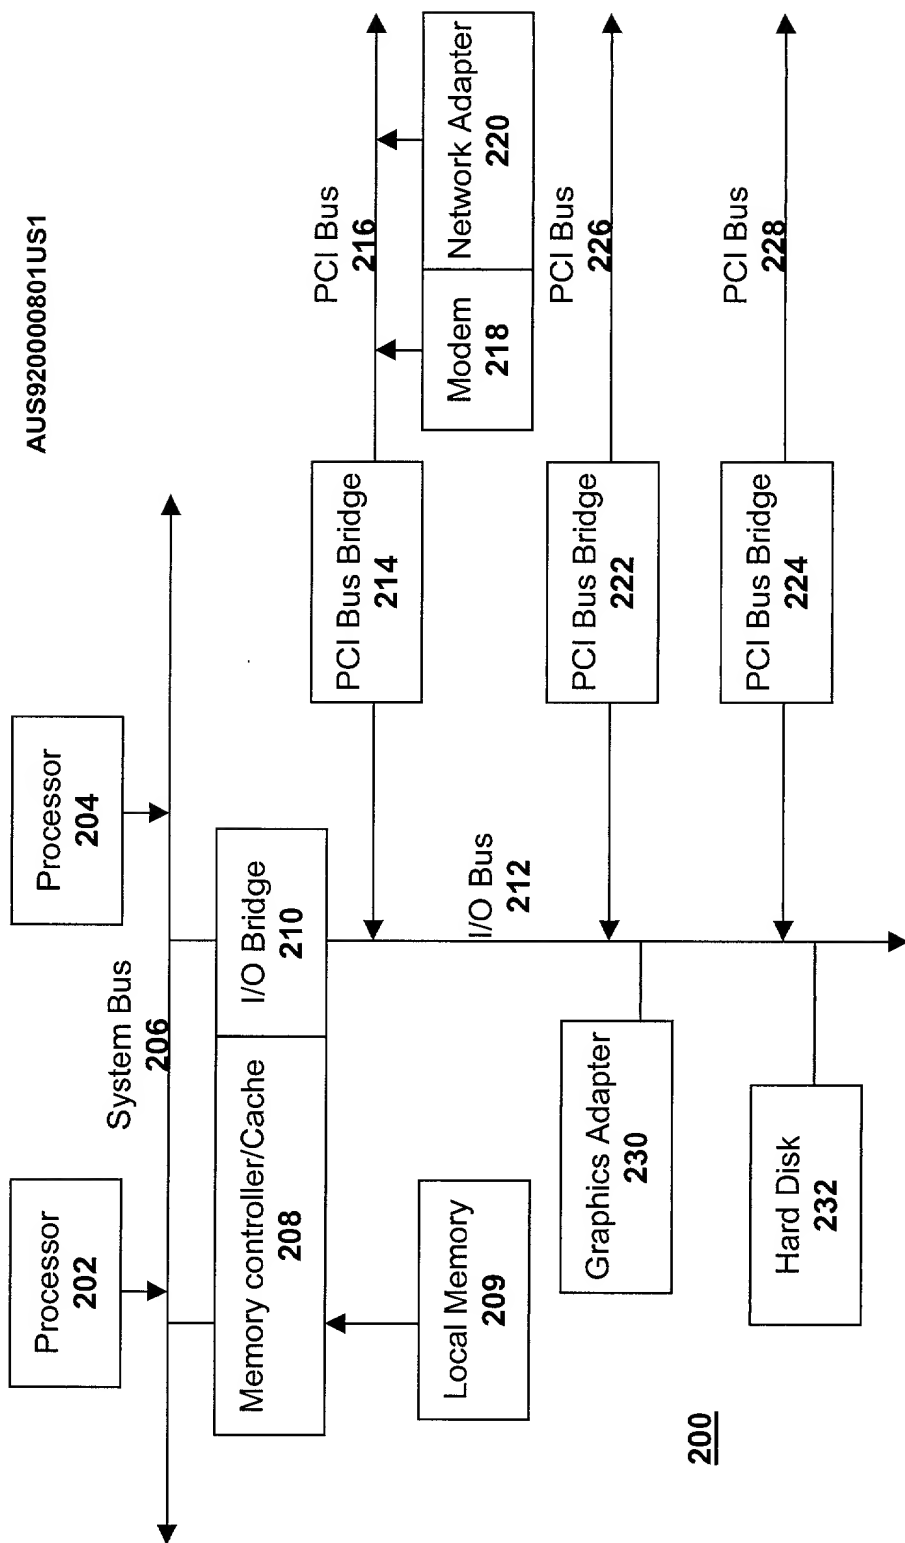 AUS920000801US1
Processor
202
Processor
204
System Bus
206
Memory controller/Cache
208
I/O Bridge
210
Local Memory
209
PCI Bus Bridge
214
PCI Bus
216
Modem
218
Network Adapter
220
I/O Bus
212
PCI Bus Bridge
222
PCI Bus
226
Graphics Adapter
230
PCI Bus Bridge
224
PCI Bus
228
Hard Disk
232
200